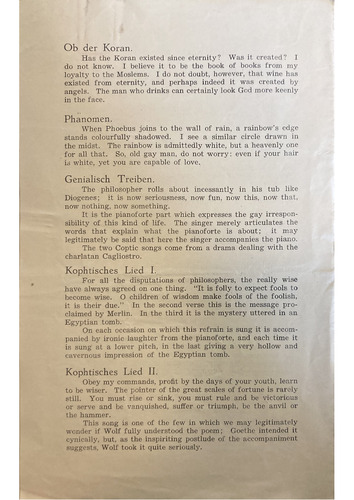 Ob der Koran.
Has the Koran existed since eternity? Was it created? I
do not know. I believe it to be the book of books from my
loyalty to the Moslems. I do not doubt, however, that wine has
existed from eternity, and perhaps indeed it was created by
angels. The man who drinks can certainly look God more keenly
in the face.
Phanomen.
When Phoebus joins to the wall of rain, a rainbow's edge
stands colourfully shadowed. I see a similar circle drawn in
the midst. The rainbow is admittedly white, but a heavenly one
for all that. So, old gay man, do not worry: even if your hair
is white, yet you are capable of love.
Genialisch Treiben.
The philosopher rolls about incessantly in his tub like
Diogenes; it is now seriousness, now fun, now this, now that,
now nothing, now something.
It is the pianoforte part which expresses the gay irrespon-
sibility of this kind of life. The singer merely articulates the
words that explain what the pianoforte is about; it may
legitimately be said that here the singer accompanies the piano.
The two Coptic songs come from a drama dealing with the
charlatan Cagliostro.
Kophtisches Lied I.
For all the disputations of philosophers, the really wise
have always agreed on one thing. "It is folly to expect fools to
become wise. O children of wisdom make fools of the foolish,
it is their due." In the second verse this is the message pro-
claimed by Merlin. In the third it is the mystery uttered in an
Egyptian tomb.
On each occasion on which this refrain is sung it is accom-
panied by ironic laughter from the pianoforte, and each time it
is sung at a lower pitch, in the last giving a very hollow and
cavernous impression of the Egyptian tomb.
Kophtisches Lied II.
Obey my commands, profit by the days of your youth, learn
to be wiser. The pointer of the great scales of fortune is rarely
still. You must rise or sink, you must rule and be victorious
or serve and be vanquished, suffer or triumph, be the anvil or
the hammer.
This song is one of the few in which we may legitimately
wonder if Wolf fully understood the poem; Goethe intended it
cynically, but, as the inspiriting postlude of the accompaniment
suggests, Wolf took it quite seriously.